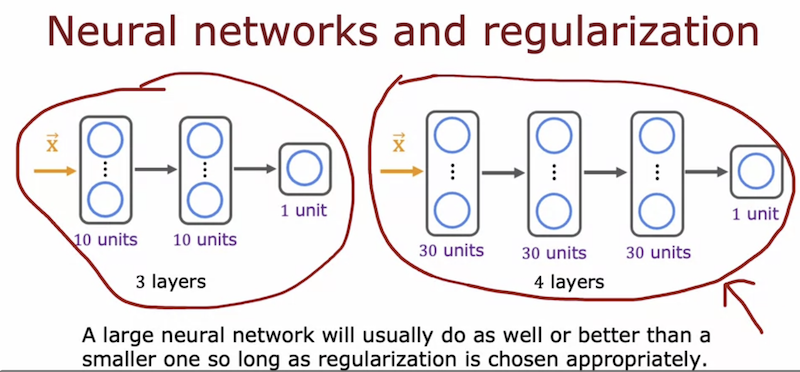 Neural networks and regularization
x⃗
10 units
10 units
1 unit
3 layers
x⃗
30 units
30 units
30 units
1 unit
4 layers
A large neural network will usually do as well or better than a
smaller one so long as regularization is chosen appropriately.